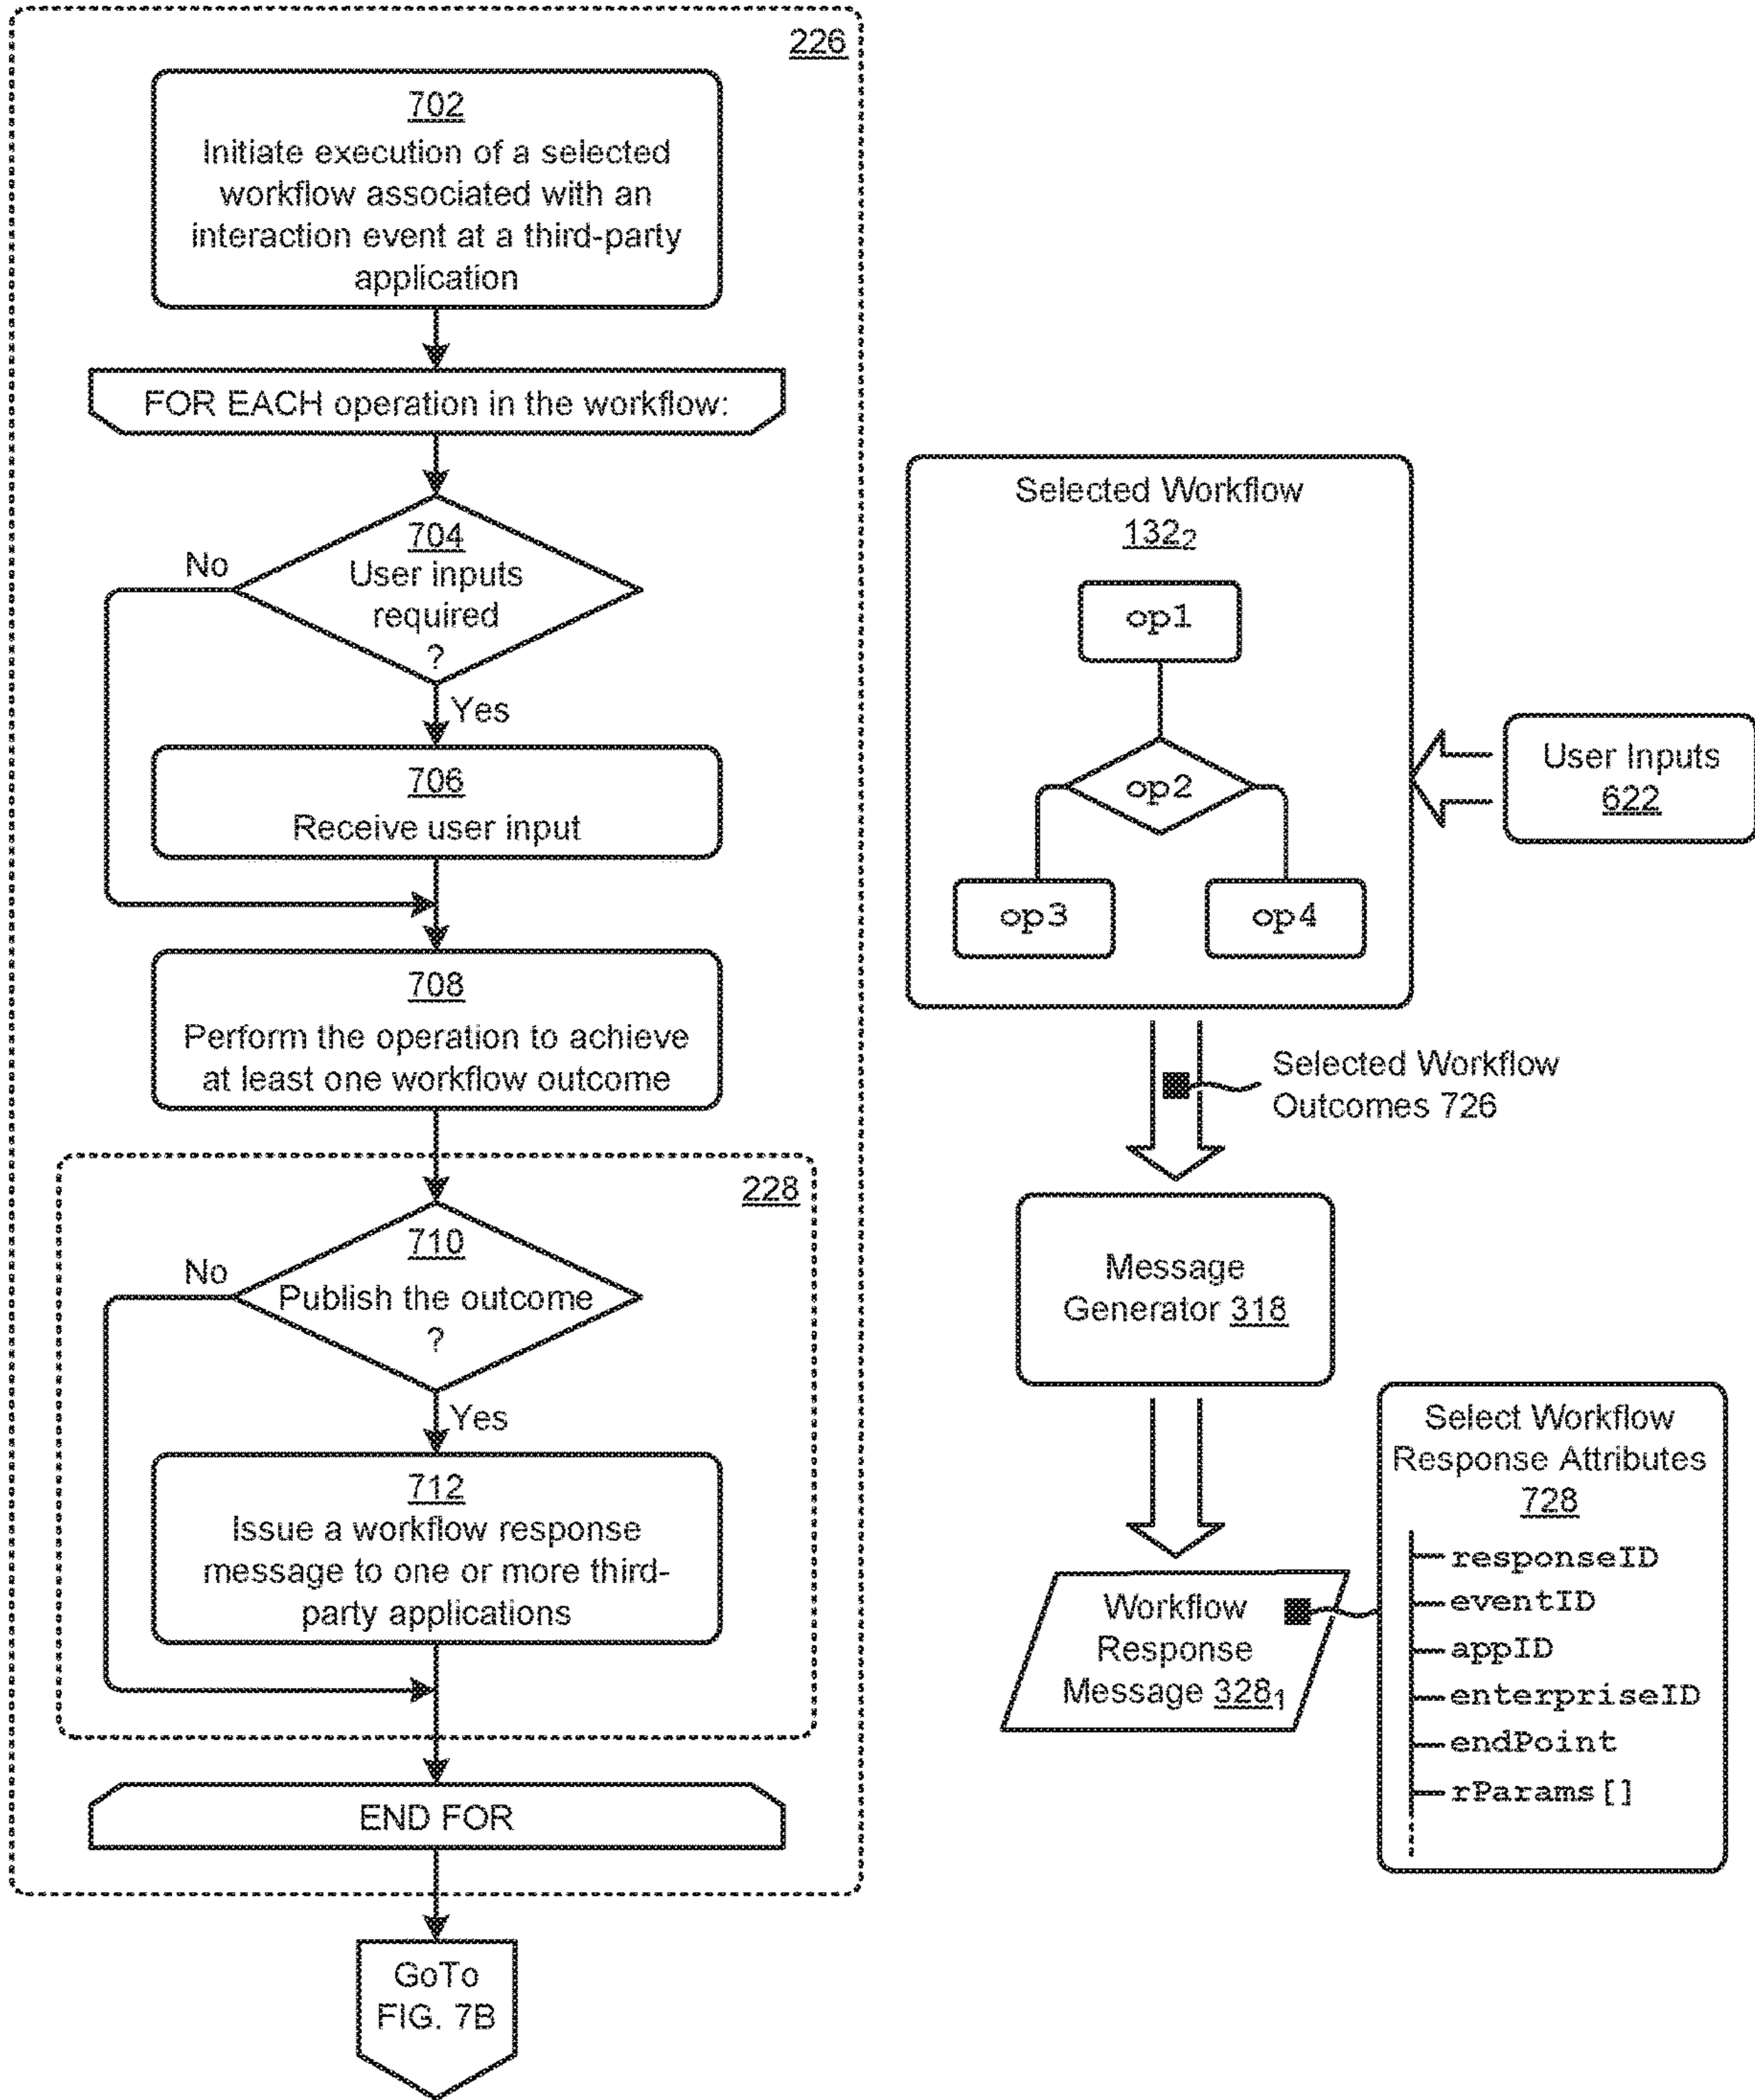 226
702
Initiate execution of a selected
workflow associated with an
interaction event at a third-party
application
FOR EACH operation in the workflow:
704
User inputs
required
?
No
Yes
706
Receive user input
708
Perform the operation to achieve
at least one workflow outcome
228
710
Publish the outcome
?
No
Yes
712
Issue a workflow response
message to one or more third-
party applications
END FOR
GoTo
FIG. 7B
Selected Workflow
132₂
op1
op2
op3
op4
User Inputs
622
Selected Workflow
Outcomes 726
Message
Generator 318
Workflow
Response
Message 328₁
Select Workflow
Response Attributes
728
responseID
eventID
appID
enterpriseID
endPoint
rParams[]